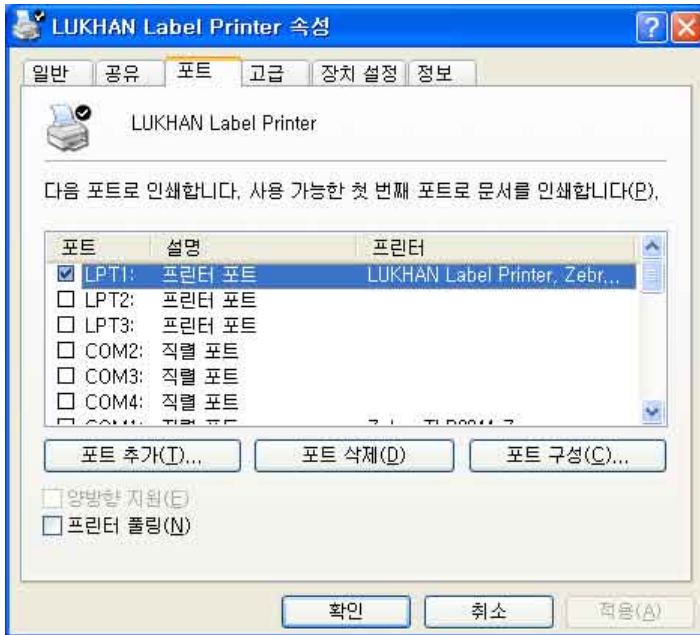 LUKHAN Label Printer 속성
일반 공유 포트 고급 장치 설정 정보
LUKHAN Label Printer
다음 포트로 인쇄합니다. 사용 가능한 첫 번째 포트로 문서를 인쇄합니다(P).
포트 설명 프린터
LPT1: 프린터 포트 LUKHAN Label Printer, Zebr...
LPT2: 프린터 포트
LPT3: 프린터 포트
COM2: 직렬 포트
COM3: 직렬 포트
COM4: 직렬 포트
포트 추가(T)... 포트 삭제(D) 포트 구성(C)...
양방향 지원(E)
프린터 풀링(N)
확인 취소 적용(A)